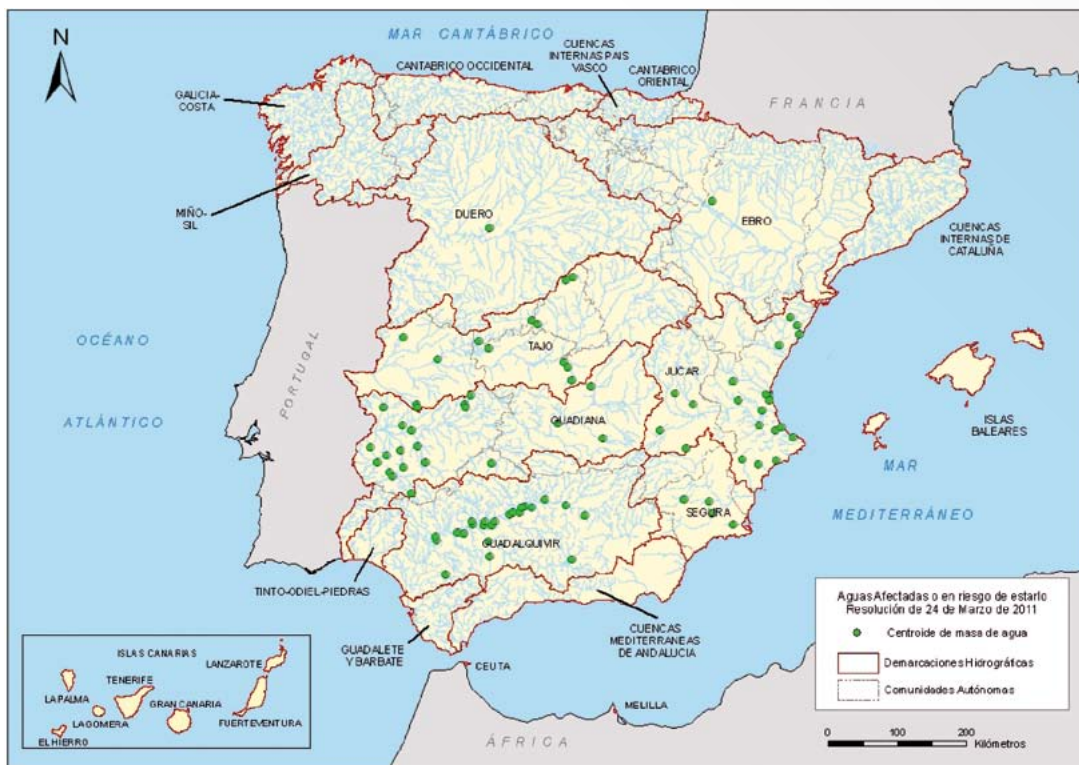 N
MAR CANTÁBRICO
CANTABRICO OCCIDENTAL
CUENCAS
INTERNAS PAIS
VASCO
CANTABRICO
ORIENTAL
GALICIA-
COSTA
FRANCIA
MIÑO-
SIL
DUERO
EBRO
CUENCAS
INTERNAS DE
CATALUÑA
OCÉANO
ATLÁNTICO
PORTUGAL
TAJO
JUCAR
GUADIANA
ISLAS
BALEARES
MAR
MEDITERRÁNEO
SEGURA
GUADALQUIVIR
TINTO-ODIEL-PIEDRAS
GUADALETE
Y BARBATE
CUENCAS
MEDITERRANEAS
DE ANDALUCIA
CEUTA
MELILLA
ÁFRICA
ISLAS CANARIAS
LANZAROTE
TENERIFE
LA PALMA
GRAN CANARIA
LA GOMERA
FUERTEVENTURA
EL HIERRO
Aguas Afectadas o en riesgo de estarlo
Resolución de 24 de Marzo de 2011
Centroide de masa de agua
Demarcaciones Hidrográficas
Comunidades Autónomas
0 100 200
Kilómetros